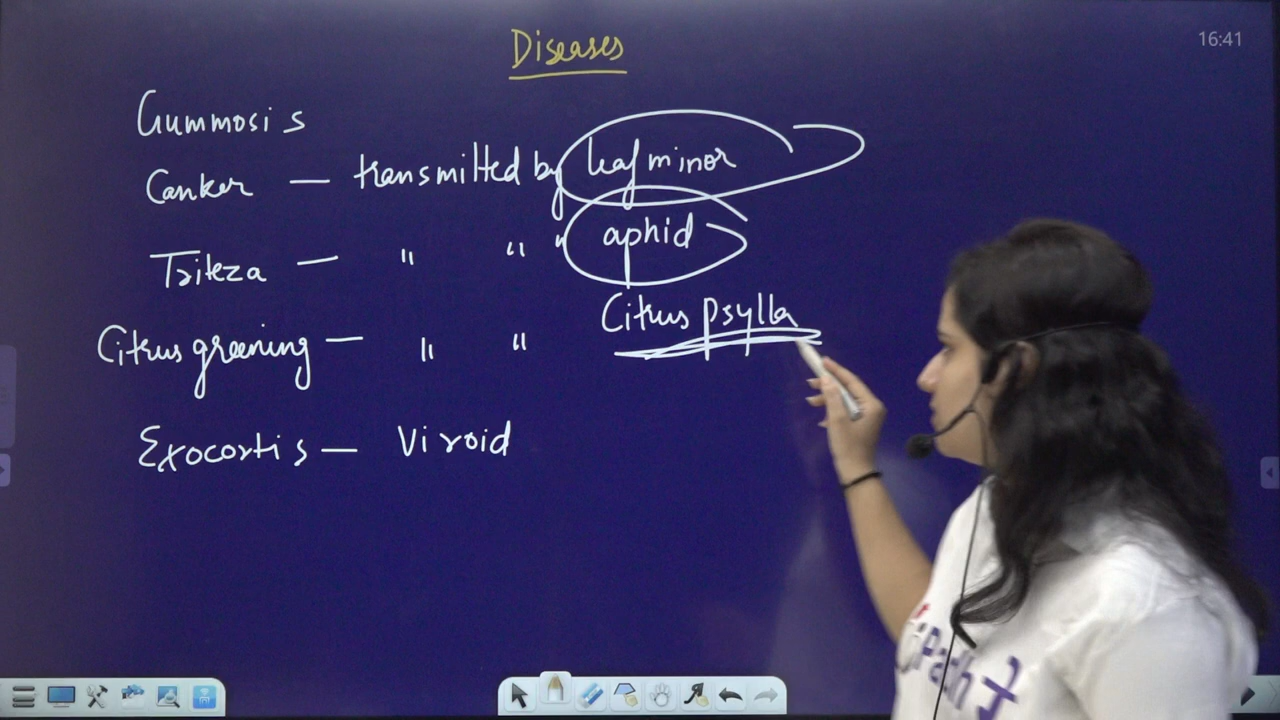 Diseases
16:41
Gummosis
Canker — transmitted by leaf minor
Tristeza — " " " aphid
Citrus greening — " " Citrus psylla
Exocortis — Viroid